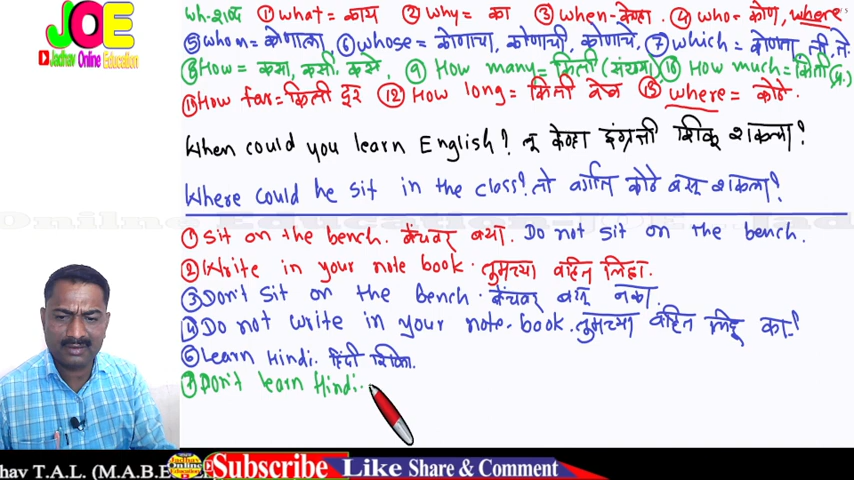 JOE
Jadhav Online Education
wh-शब्द ① what = काय ② why = का ③ when - केव्हा. ④ who = कोण, where
⑤ whom = कोणाला ⑥ whose = कोणाचा, कोणाची, कोणाचे, ⑦ which = कोणता, ती, ते.
⑧ How = कसा, कसी, कसे. ⑨ How many = किती (संख्या) ⑩ How much = किती
⑪ How far = किती दूर ⑫ How long = किती वेळ ⑬ where = कोठे.
When could you learn English? तू केव्हा इंग्रजी शिकू शकला?
Where could he sit in the class? तो वर्गात कोठे बसू शकला?
① Sit on the bench. बेंचवर बसा. Do not sit on the bench.
② Write in your note book. तुमच्या वहित लिहा.
③ Don't sit on the bench. बेंचवर बसू नका.
④ Do not write in your note-book. तुमच्या वहित लिहू का.?
⑥ Learn Hindi. हिंदी शिका.
Don't learn Hindi.
hav T.A.L. (M.A.B.E
Jadhav Online Education
Subscribe Like Share & Comment